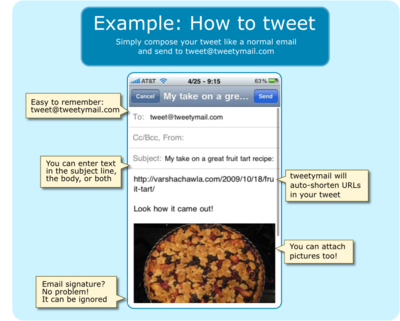 Example: How to tweet
Simply compose your tweet like a normal email
and send to tweet@tweetymail.com
AT&T 4/25 - 9:15 63%
Cancel My take on a gre... Send
Easy to remember:
tweet@tweetymail.com
To: tweet@tweetymail.com
Cc/Bcc, From:
You can enter text
in the subject line,
the body, or both
Subject: My take on a great fruit tart recipe:
http://varshachawla.com/2009/10/18/fru
it-tart/
tweetymail will
auto-shorten URLs
in your tweet
Look how it came out!
You can attach
pictures too!
Email signature?
No problem!
It can be ignored